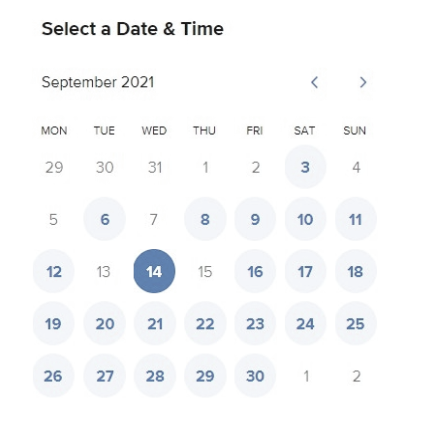 Select a Date & Time
September 2021
MON TUE WED THU FRI SAT SUN
29 30 31 1 2 3 4
5 6 7 8 9 10 11
12 13 14 15 16 17 18
19 20 21 22 23 24 25
26 27 28 29 30 1 2